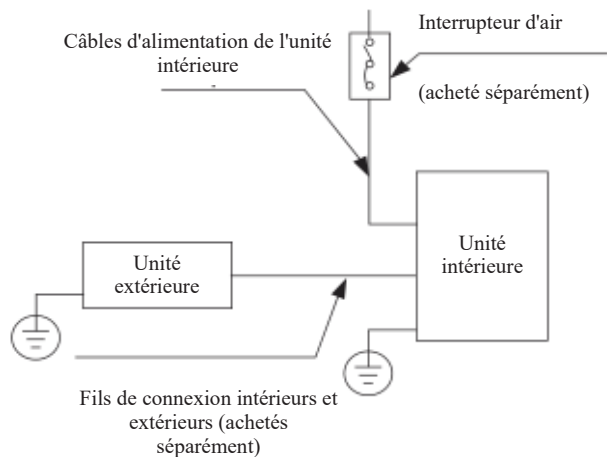 Câbles d'alimentation de l'unité
intérieure
Interrupteur d'air
(acheté séparément)
Unité
intérieure
Unité
extérieure
Fils de connexion intérieurs et
extérieurs (achetés
séparément)